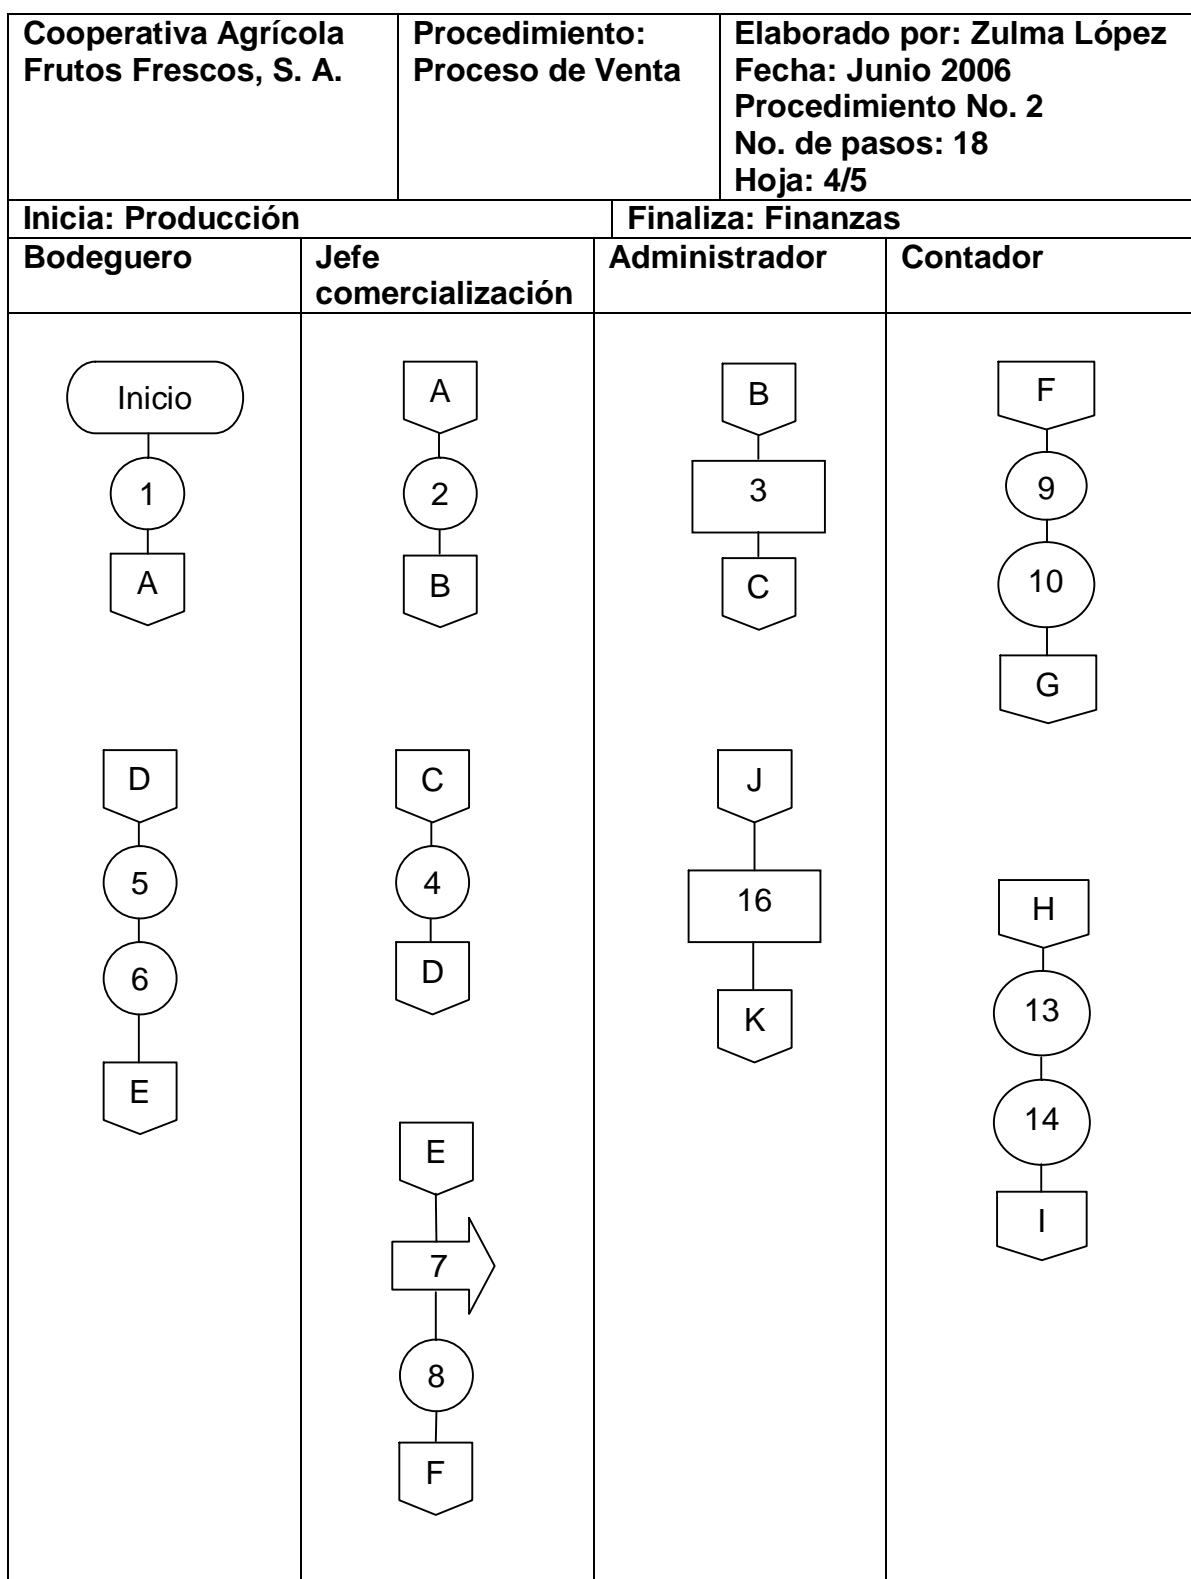 Cooperativa Agrícola
Frutos Frescos, S. A.
Procedimiento:
Proceso de Venta
Elaborado por: Zulma López
Fecha: Junio 2006
Procedimiento No. 2
No. de pasos: 18
Hoja: 4/5
Inicia: Producción
Finaliza: Finanzas
Bodeguero
Jefe
comercialización
Administrador
Contador
Inicio
1
A
D
5
6
E
A
2
B
C
4
D
E
7
8
F
B
3
C
J
16
K
F
9
10
G
H
13
14
I